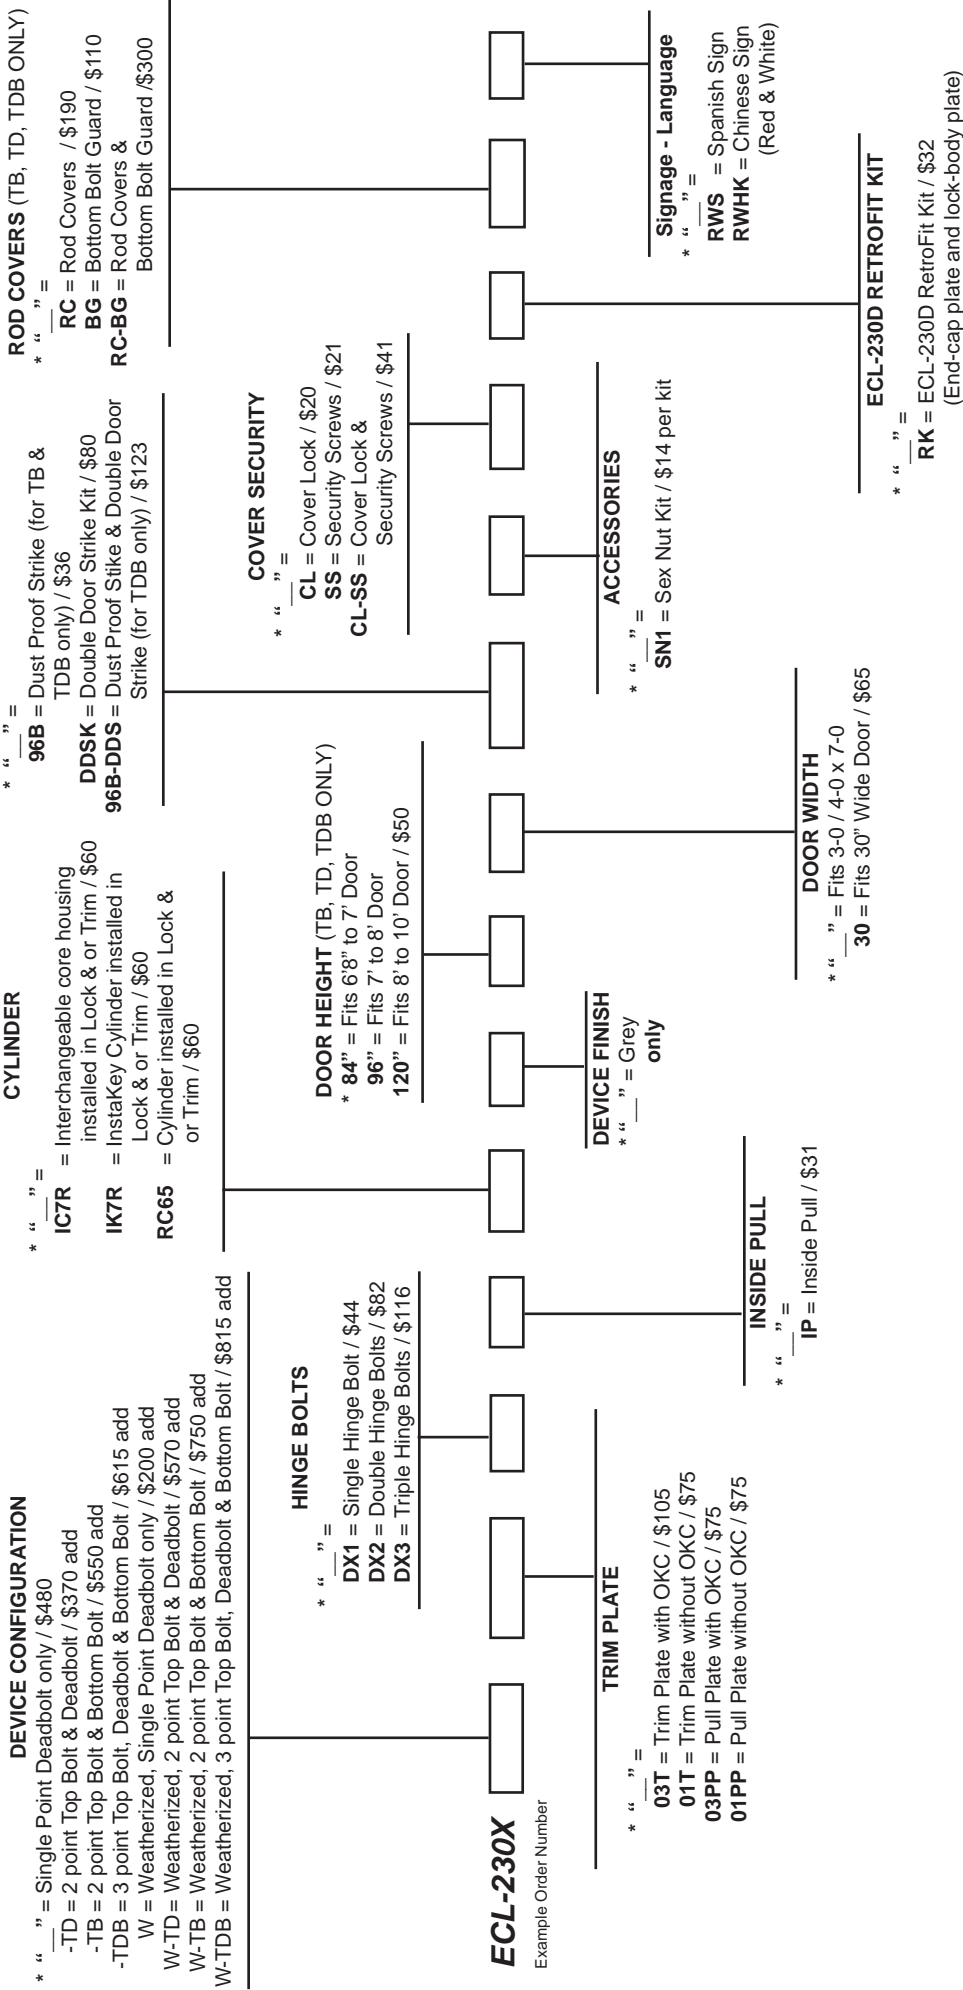 DEVICE CONFIGURATION
* “__” = Single Point Deadbolt only / $480
-TD = 2 point Top Bolt & Deadbolt / $370 add
-TB = 2 point Top Bolt & Bottom Bolt / $550 add
-TDB = 3 point Top Bolt, Deadbolt & Bottom Bolt / $615 add
W = Weatherized, Single Point Deadbolt only / $200 add
W-TD= Weatherized, 2 point Top Bolt & Deadbolt / $570 add
W-TB = Weatherized, 2 point Top Bolt & Bottom Bolt / $750 add
W-TDB = Weatherized, 3 point Top Bolt, Deadbolt & Bottom Bolt / $815 add
CYLINDER
* “__” =
IC7R = Interchangeable core housing
installed in Lock & or Trim / $60
IK7R = InstaKey Cylinder installed in
Lock & or Trim / $60
RC65 = Cylinder installed in Lock &
or Trim / $60
* “__” =
96B = Dust Proof Strike (for TB &
TDB only) / $36
DDSK = Double Door Strike Kit / $80
96B-DDS = Dust Proof Stike & Double Door
Strike (for TDB only) / $123
ROD COVERS (TB, TD, TDB ONLY)
* “__” =
RC = Rod Covers / $190
BG = Bottom Bolt Guard / $110
RC-BG = Rod Covers &
Bottom Bolt Guard /$300
HINGE BOLTS
* “__” =
DX1 = Single Hinge Bolt / $44
DX2 = Double Hinge Bolts / $82
DX3 = Triple Hinge Bolts / $116
DOOR HEIGHT (TB, TD, TDB ONLY)
* 84” = Fits 6’8” to 7’ Door
96” = Fits 7’ to 8’ Door
120” = Fits 8’ to 10’ Door / $50
COVER SECURITY
* “__” =
CL = Cover Lock / $20
SS = Security Screws / $21
CL-SS = Cover Lock &
Security Screws / $41
ECL-230X
Example Order Number
TRIM PLATE
* “__” =
03T = Trim Plate with OKC / $105
01T = Trim Plate without OKC / $75
03PP = Pull Plate with OKC / $75
01PP = Pull Plate without OKC / $75
INSIDE PULL
* “__” =
IP = Inside Pull / $31
DEVICE FINISH
* “__” = Grey
only
DOOR WIDTH
* “__” = Fits 3-0 / 4-0 x 7-0
30 = Fits 30” Wide Door / $65
ACCESSORIES
* “__” =
SN1 = Sex Nut Kit / $14 per kit
ECL-230D RETROFIT KIT
* “__” =
RK = ECL-230D RetroFit Kit / $32
(End-cap plate and lock-body plate)
Signage - Language
* “__” =
RWS = Spanish Sign
RWHK = Chinese Sign
(Red & White)